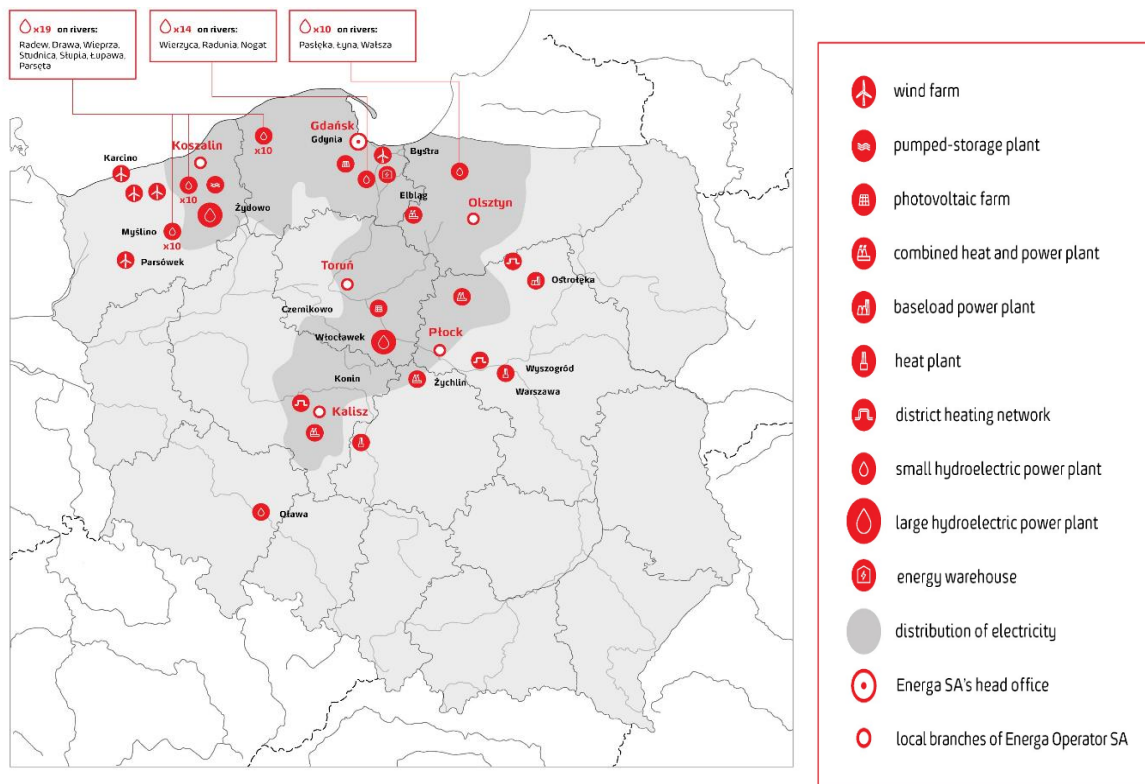 x19 on rivers:
Radew, Drawa, Wieprza,
Studnica, Słupia, Łupawa,
Parsęta
x14 on rivers:
Wierzyca, Radunia, Nogat
x10 on rivers:
Pasłęka, Łyna, Wałsza
Gdańsk
Gdynia
Bystra
x10
Koszalin
Karcino
x10
Żydowo
Elbląg
Olsztyn
Myślino
x10
Parsówek
Toruń
Ostrołęka
Czernikowo
Włocławek
Płock
Wyszogród
Konin
Żychlin
Warszawa
Kalisz
Oława
wind farm
pumped-storage plant
photovoltaic farm
combined heat and power plant
baseload power plant
heat plant
district heating network
small hydroelectric power plant
large hydroelectric power plant
energy warehouse
distribution of electricity
Energa SA's head office
local branches of Energa Operator SA